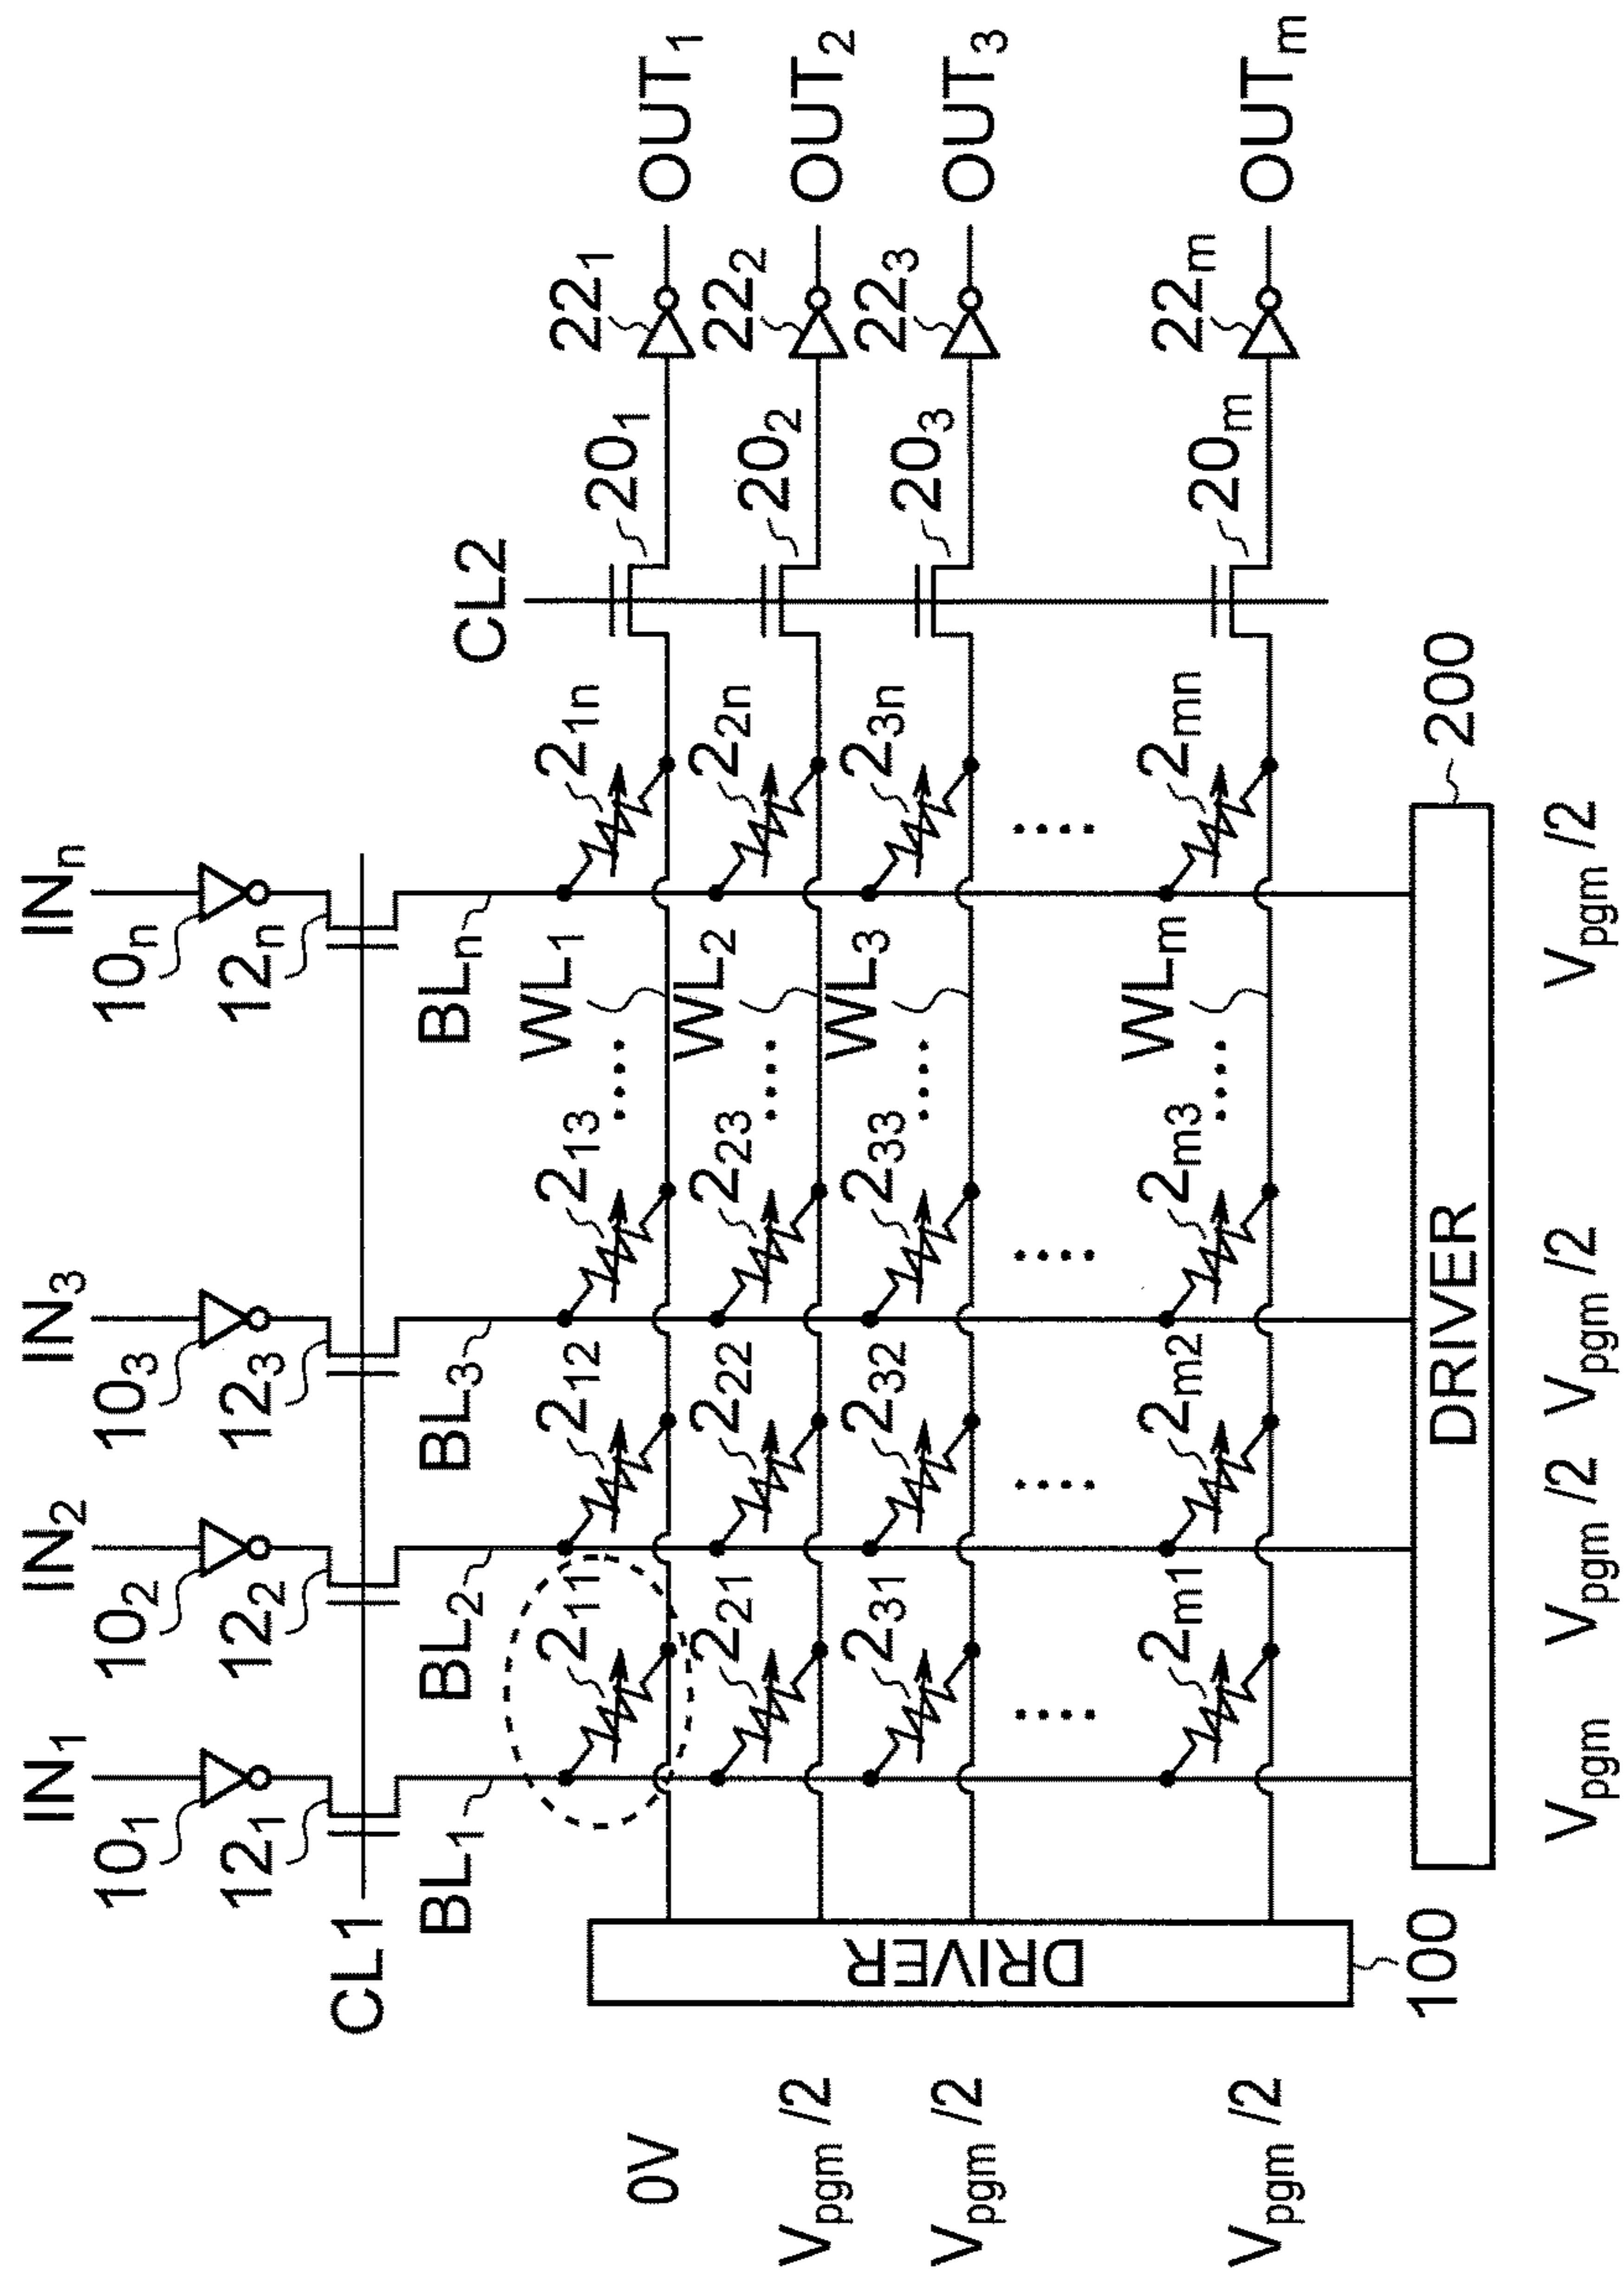 IN1 IN2 IN3 INn
101 102 103 10n
121 122 123 12n
CL1
BL1 BL2 BL3 BLn
CL2
211 212 213 WL1 21n 201 221 OUT1
221 222 223 WL2 22n 202 222 OUT2
231 232 233 WL3 23n 203 223 OUT3
2m1 2m2 2m3 WLm 2mn 20m 22m OUTm
0V
Vpgm /2
Vpgm /2
Vpgm /2
DRIVER
100
DRIVER
200
Vpgm Vpgm /2 Vpgm /2 Vpgm /2